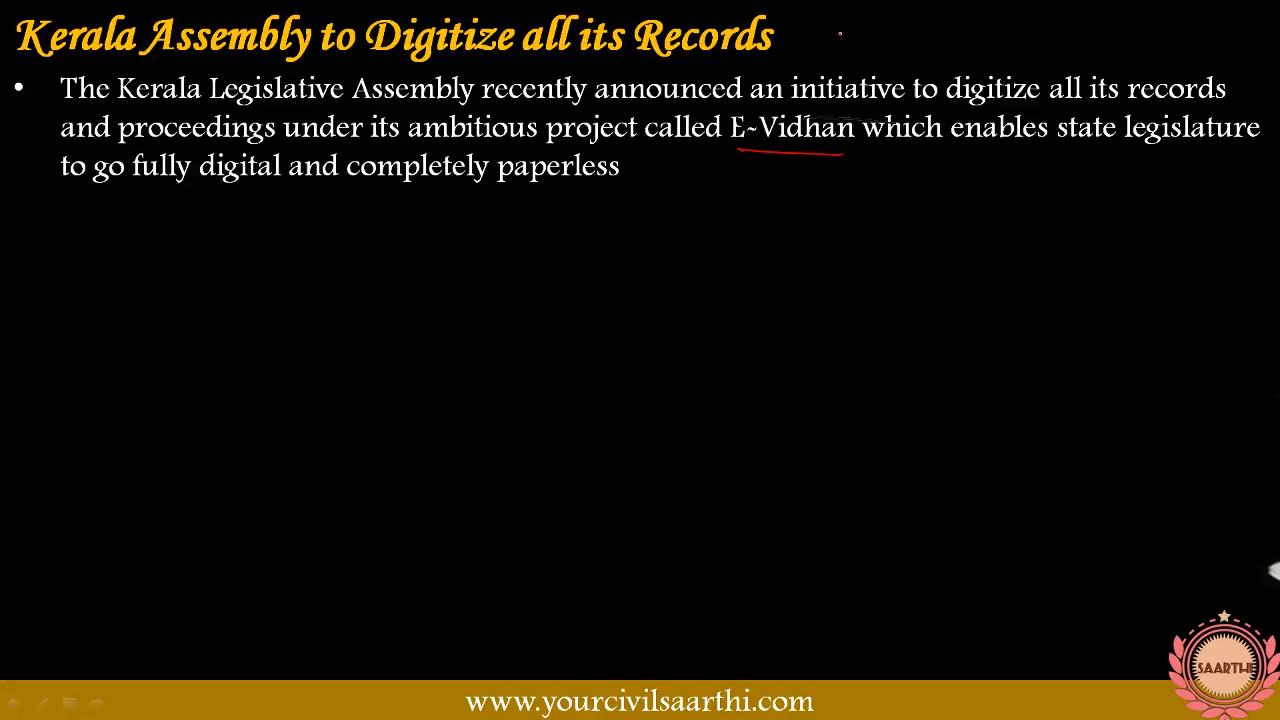 Kerala Assembly to Digitize all its Records
• The Kerala Legislative Assembly recently announced an initiative to digitize all its records
and proceedings under its ambitious project called E-Vidhan which enables state legislature
to go fully digital and completely paperless
SAARTHI
www.yourcivilsaarthi.com